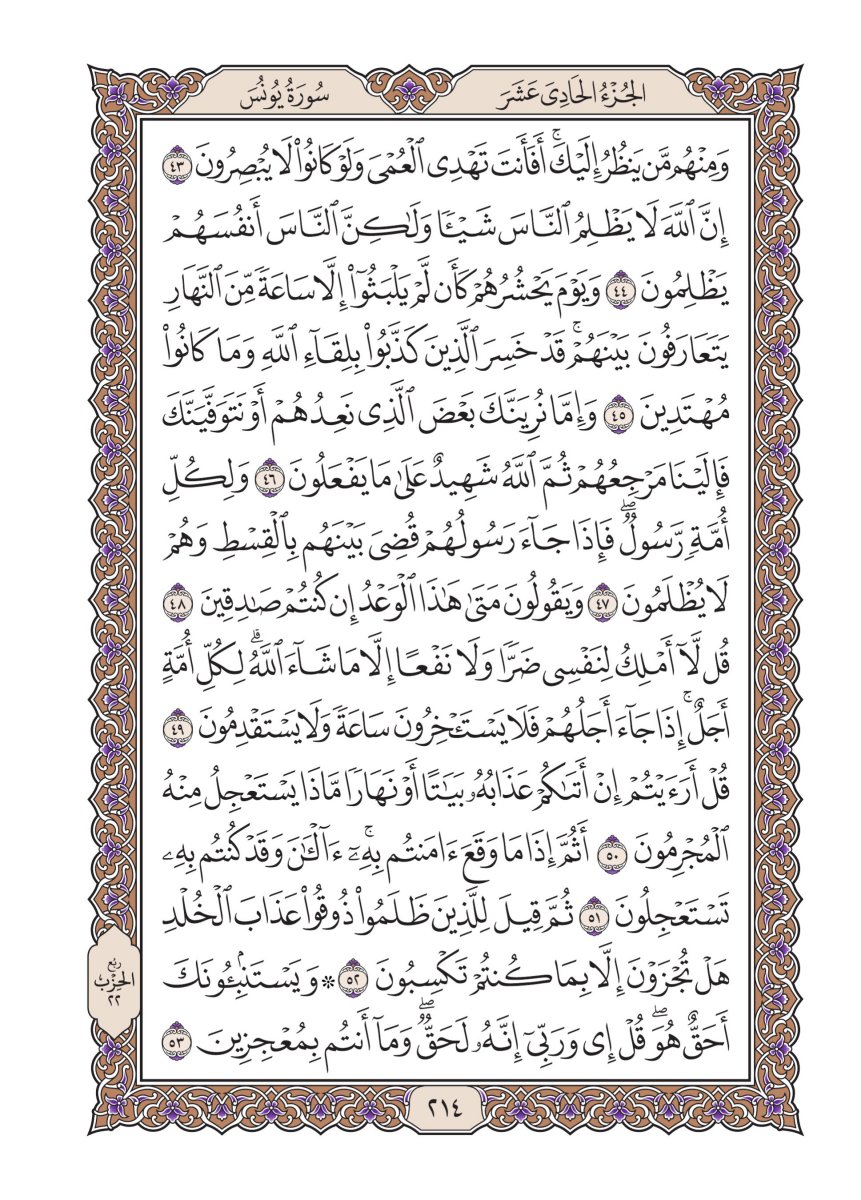 الجُزْءُ الحَادِىَ عَشَرَ
سُورَةُ يُونُسَ
وَمِنْهُم مَّن يَنظُرُ إِلَيْكَۚ أَفَأَنتَ تَهْدِى ٱلْعُمْىَ وَلَوْ كَانُوا۟ لَا يُبْصِرُونَ ٤٣
إِنَّ ٱللَّهَ لَا يَظْلِمُ ٱلنَّاسَ شَيْـًٔا وَلَـٰكِنَّ ٱلنَّاسَ أَنفُسَهُمْ
يَظْلِمُونَ ٤٤ وَيَوْمَ يَحْشُرُهُمْ كَأَن لَّمْ يَلْبَثُوٓا۟ إِلَّا سَاعَةً مِّنَ ٱلنَّهَارِ
يَتَعَارَفُونَ بَيْنَهُمْۚ قَدْ خَسِرَ ٱلَّذِينَ كَذَّبُوا۟ بِلِقَآءِ ٱللَّهِ وَمَا كَانُوا۟
مُهْتَدِينَ ٤٥ وَإِمَّا نُرِيَنَّكَ بَعْضَ ٱلَّذِى نَعِدُهُمْ أَوْ نَتَوَفَّيَنَّكَ
فَإِلَيْنَا مَرْجِعُهُمْ ثُمَّ ٱللَّهُ شَهِيدٌ عَلَىٰ مَا يَفْعَلُونَ ٤٦ وَلِكُلِّ
أُمَّةٍ رَّسُولٌۖ فَإِذَا جَآءَ رَسُولُهُمْ قُضِىَ بَيْنَهُم بِٱلْقِسْطِ وَهُمْ
لَا يُظْلَمُونَ ٤٧ وَيَقُولُونَ مَتَىٰ هَـٰذَا ٱلْوَعْدُ إِن كُنتُمْ صَـٰدِقِينَ ٤٨
قُل لَّآ أَمْلِكُ لِنَفْسِى ضَرًّا وَلَا نَفْعًا إِلَّا مَا شَآءَ ٱللَّهُۗ لِكُلِّ أُمَّةٍ
أَجَلٌۚ إِذَا جَآءَ أَجَلُهُمْ فَلَا يَسْتَـْٔخِرُونَ سَاعَةً وَلَا يَسْتَقْدِمُونَ ٤٩
قُلْ أَرَءَيْتُمْ إِنْ أَتَىٰكُمْ عَذَابُهُۥ بَيَـٰتًا أَوْ نَهَارًا مَّاذَا يَسْتَعْجِلُ مِنْهُ
ٱلْمُجْرِمُونَ ٥٠ أَثُمَّ إِذَا مَا وَقَعَ ءَامَنتُم بِهِۦٓۚ ءَآلْـَٔـٰنَ وَقَدْ كُنتُم بِهِۦ
تَسْتَعْجِلُونَ ٥١ ثُمَّ قِيلَ لِلَّذِينَ ظَلَمُوا۟ ذُوقُوا۟ عَذَابَ ٱلْخُلْدِ
هَلْ تُجْزَوْنَ إِلَّا بِمَا كُنتُمْ تَكْسِبُونَ ٥٢ ۞ وَيَسْتَنۢبِـُٔونَكَ
أَحَقٌّ هُوَۖ قُلْ إِى وَرَبِّىٓ إِنَّهُۥ لَحَقٌّۖ وَمَآ أَنتُم بِمُعْجِزِينَ ٥٣
ربع
الحِزْب
٢٢
٢١٤